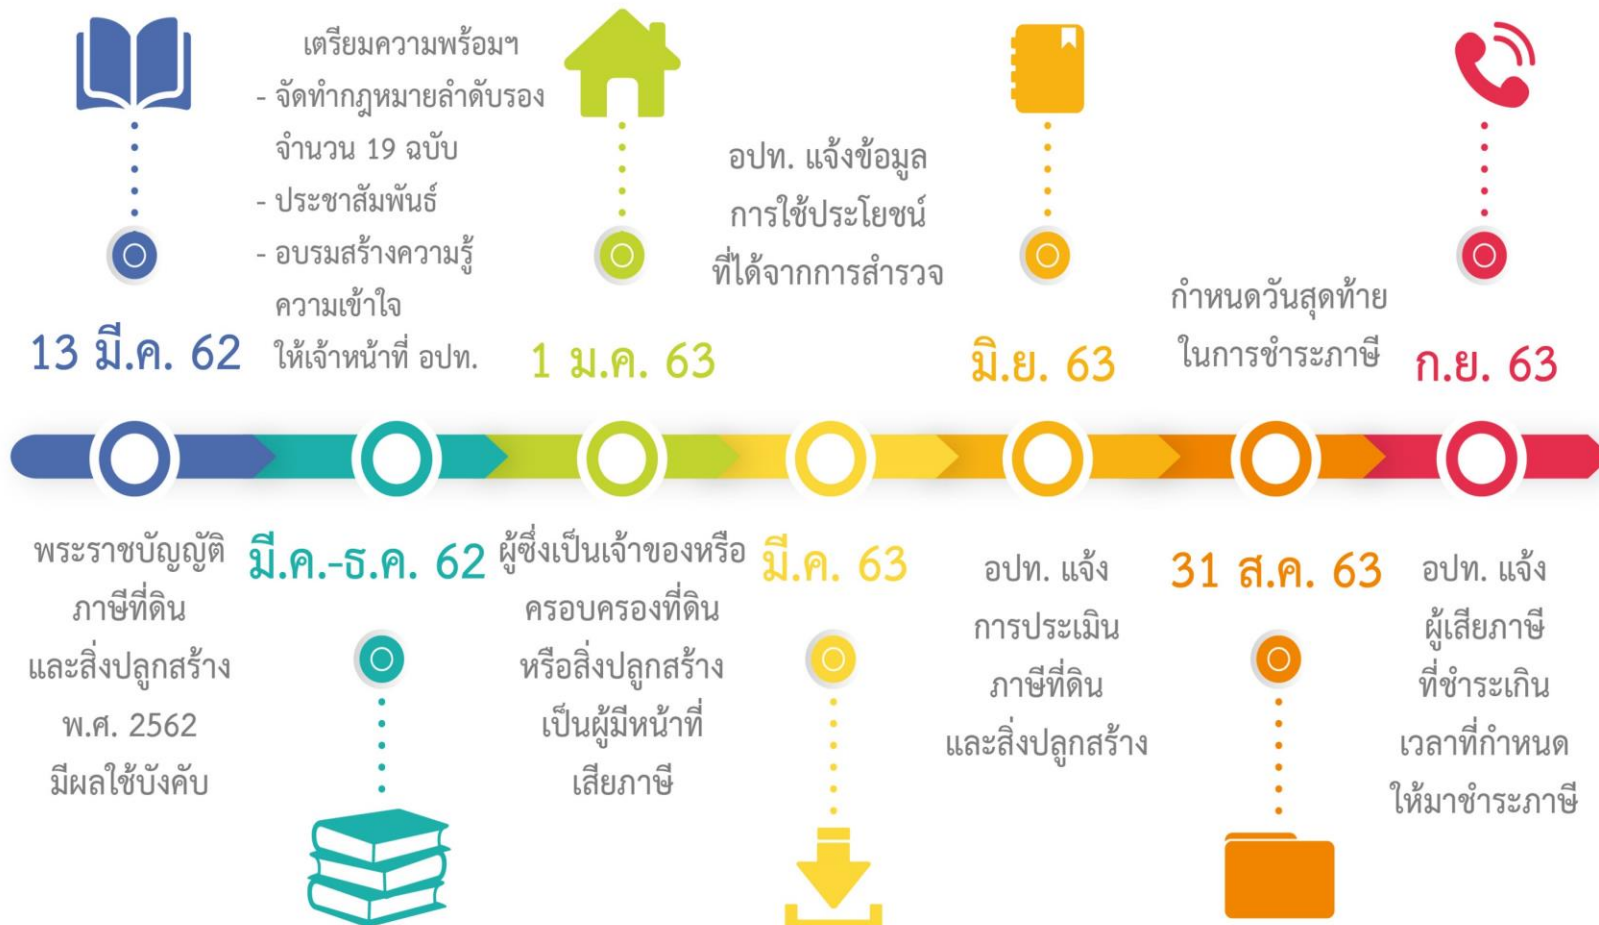 13 มี.ค. 62
พระราชบัญญัติ
ภาษีที่ดิน
และสิ่งปลูกสร้าง
พ.ศ. 2562
มีผลใช้บังคับ
เตรียมความพร้อมฯ
- จัดทำกฎหมายลำดับรอง
จำนวน 19 ฉบับ
- ประชาสัมพันธ์
- อบรมสร้างความรู้
ความเข้าใจ
ให้เจ้าหน้าที่ อปท.
มี.ค.-ธ.ค. 62
1 ม.ค. 63
ผู้ซึ่งเป็นเจ้าของหรือ
ครอบครองที่ดิน
หรือสิ่งปลูกสร้าง
เป็นผู้มีหน้าที่
เสียภาษี
อปท. แจ้งข้อมูล
การใช้ประโยชน์
ที่ได้จากการสำรวจ
มี.ค. 63
มิ.ย. 63
อปท. แจ้ง
การประเมิน
ภาษีที่ดิน
และสิ่งปลูกสร้าง
กำหนดวันสุดท้าย
ในการชำระภาษี
31 ส.ค. 63
ก.ย. 63
อปท. แจ้ง
ผู้เสียภาษี
ที่ชำระเกิน
เวลาที่กำหนด
ให้มาชำระภาษี